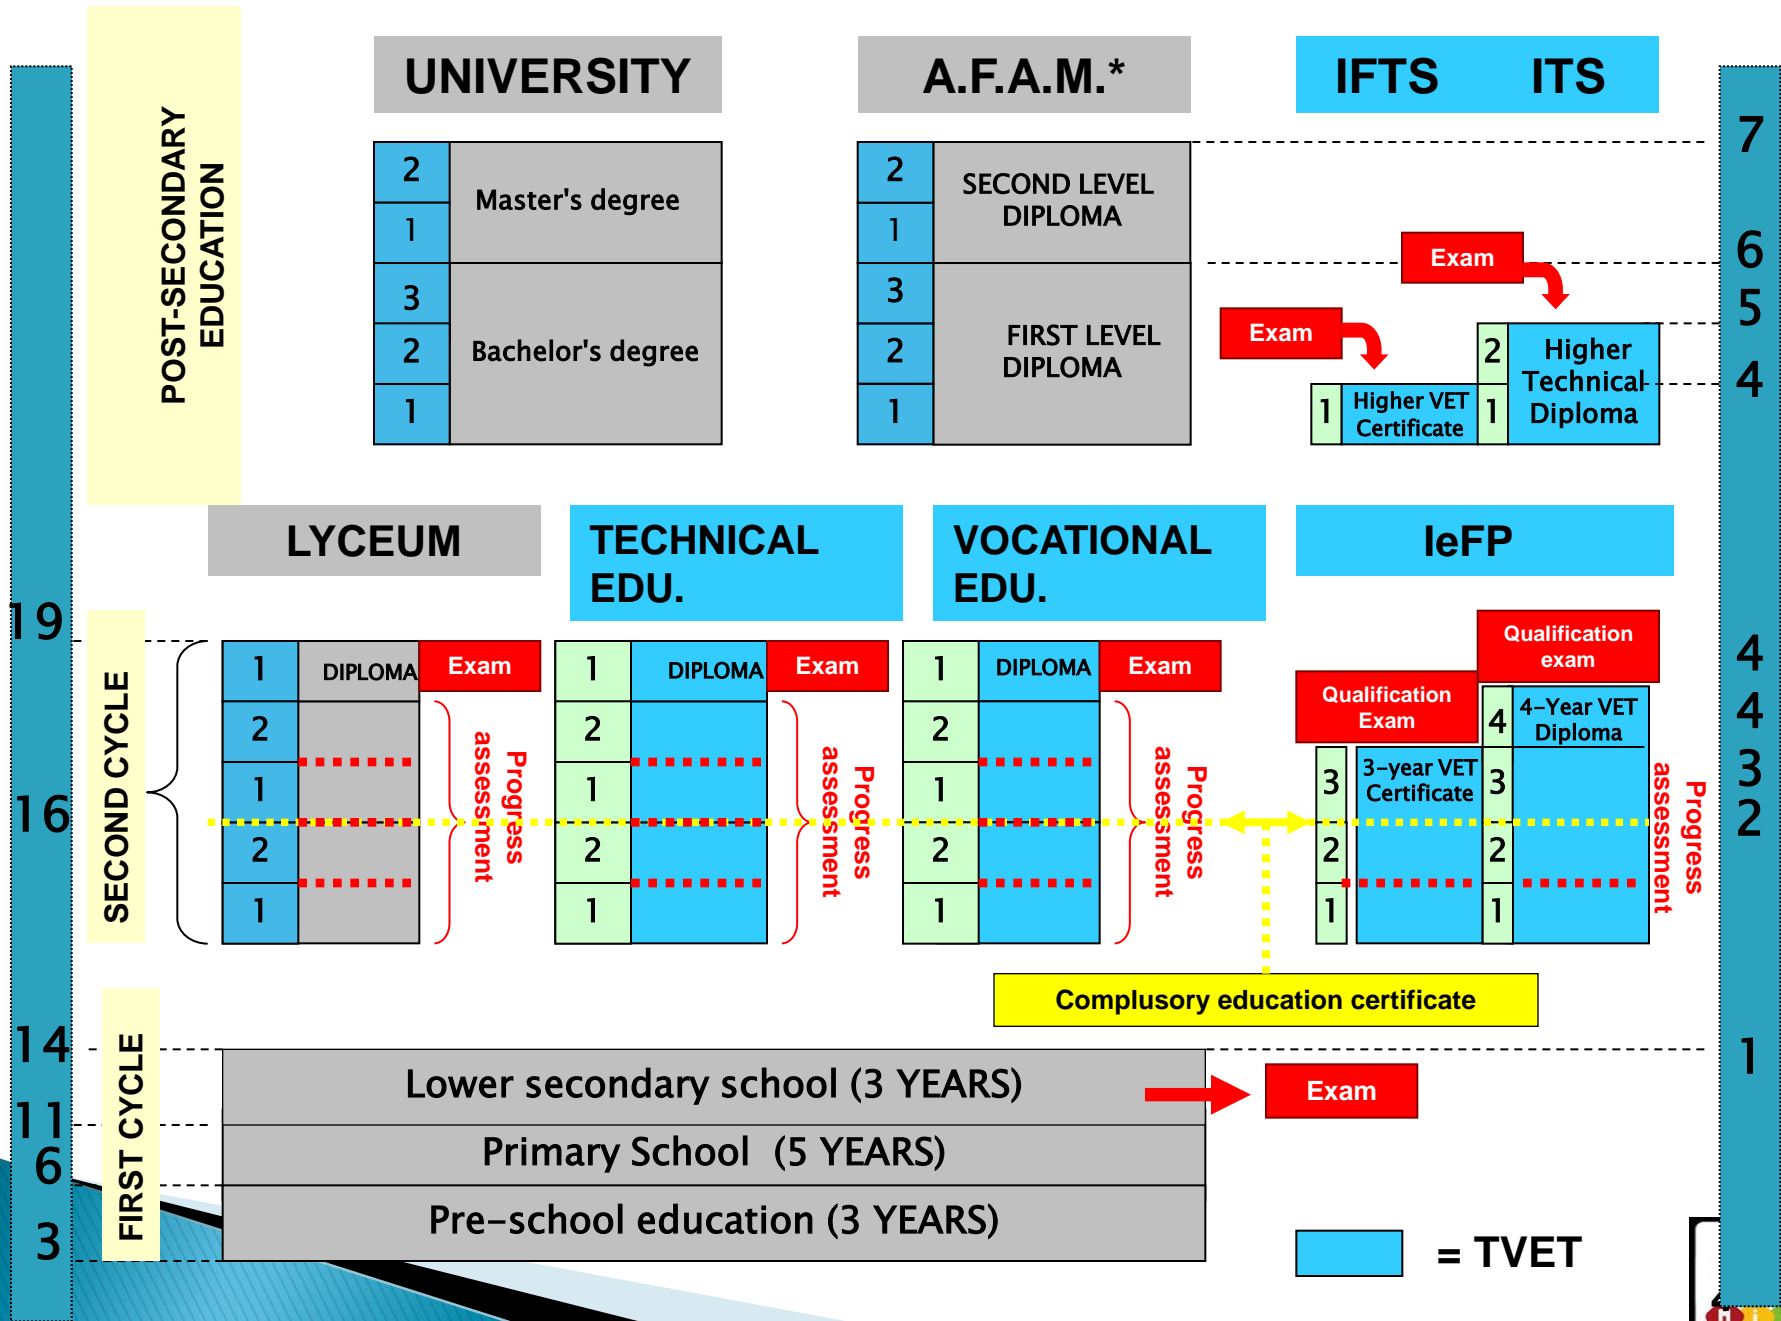 UNIVERSITY
A.F.A.M.*
IFTS ITS
POST-SECONDARY
EDUCATION
7
2
Master's degree
1
3
Bachelor's degree
2
1
2
SECOND LEVEL
DIPLOMA
1
3
FIRST LEVEL
DIPLOMA
2
1
Exam
6
Exam
5
2
Higher
Technical
Diploma
4
1
Higher VET
Certificate
1
LYCEUM
TECHNICAL
EDU.
VOCATIONAL
EDU.
IeFP
19
SECOND CYCLE
1
DIPLOMA
Exam
2
1
2
1
Progress
assessment
1
DIPLOMA
Exam
2
1
2
1
Progress
assessment
1
DIPLOMA
Exam
2
1
2
1
Progress
assessment
Qualification
exam
Qualification
Exam
4
4-Year VET
Diploma
3
3-year VET
Certificate
3
2
2
1
1
Progress
assessment
4
4
3
2
16
Complusory education certificate
14
FIRST CYCLE
Lower secondary school (3 YEARS)
Exam
1
11
Primary School (5 YEARS)
6
Pre-school education (3 YEARS)
3
= TVET